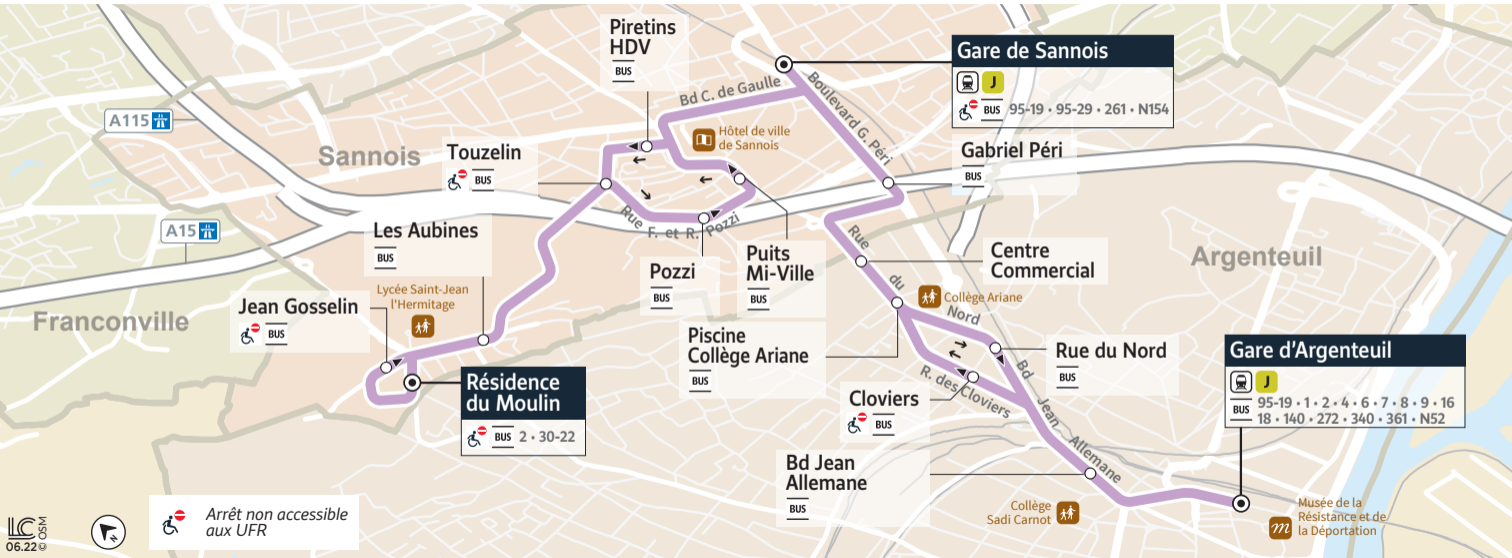 Piretins
HDV
BUS
Gare de Sannois
J
BUS 95-19 • 95-29 • 261 • N154
Bd C. de Gaulle
Boulevard G. Péri
A115
Sannois
Hôtel de ville
de Sannois
Touzelin
BUS
Gabriel Péri
BUS
Rue F. et R. Pozzi
A15
Les Aubines
BUS
Pozzi
BUS
Puits
Mi-Ville
BUS
Rue du Nord
Centre
Commercial
Argenteuil
Lycée Saint-Jean
l'Hermitage
Jean Gosselin
BUS
Franconville
Collège Ariane
Piscine
Collège Ariane
BUS
Rue du Nord
BUS
Gare d'Argenteuil
J
BUS 95-19 • 1 • 2 • 4 • 6 • 7 • 8 • 9 • 16
18 • 140 • 272 • 340 • 361 • N52
Résidence
du Moulin
BUS 2 • 30-22
R. des Cloviers
Cloviers
BUS
Bd Jean Allemane
Bd Jean
Allemane
BUS
Collège
Sadi Carnot
m
Musée de la
Résistance et de
la Déportation
LC
06.22
© OSM
Arrêt non accessible
aux UFR